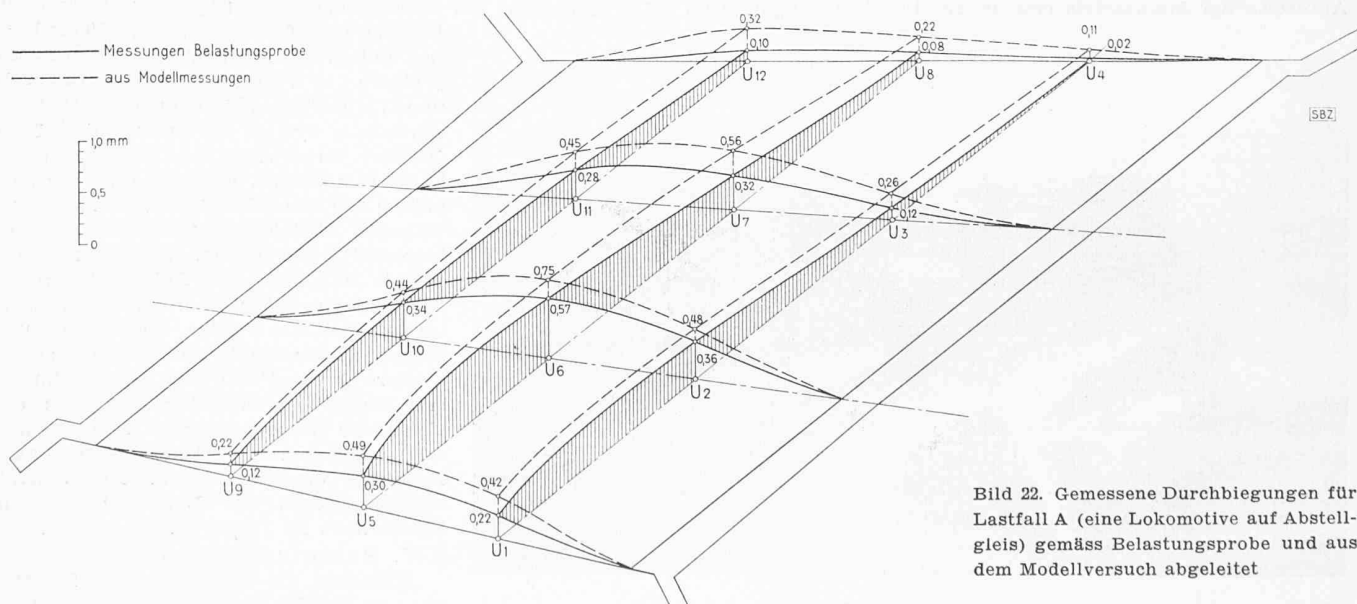 Messungen Belastungsprobe
aus Modellmessungen
1,0 mm
0,5
0
0,32
0,10
U12
0,22
0,08
U8
0,11
0,02
U4
SBZ
0,45
0,28
U11
0,56
0,32
U7
0,26
0,12
U3
0,44
0,34
U10
0,75
0,57
U6
0,48
0,36
U2
0,22
0,12
U9
0,49
0,30
U5
0,42
0,22
U1
Bild 22. Gemessene Durchbiegungen für
Lastfall A (eine Lokomotive auf Abstell-
gleis) gemäss Belastungsprobe und aus
dem Modellversuch abgeleitet